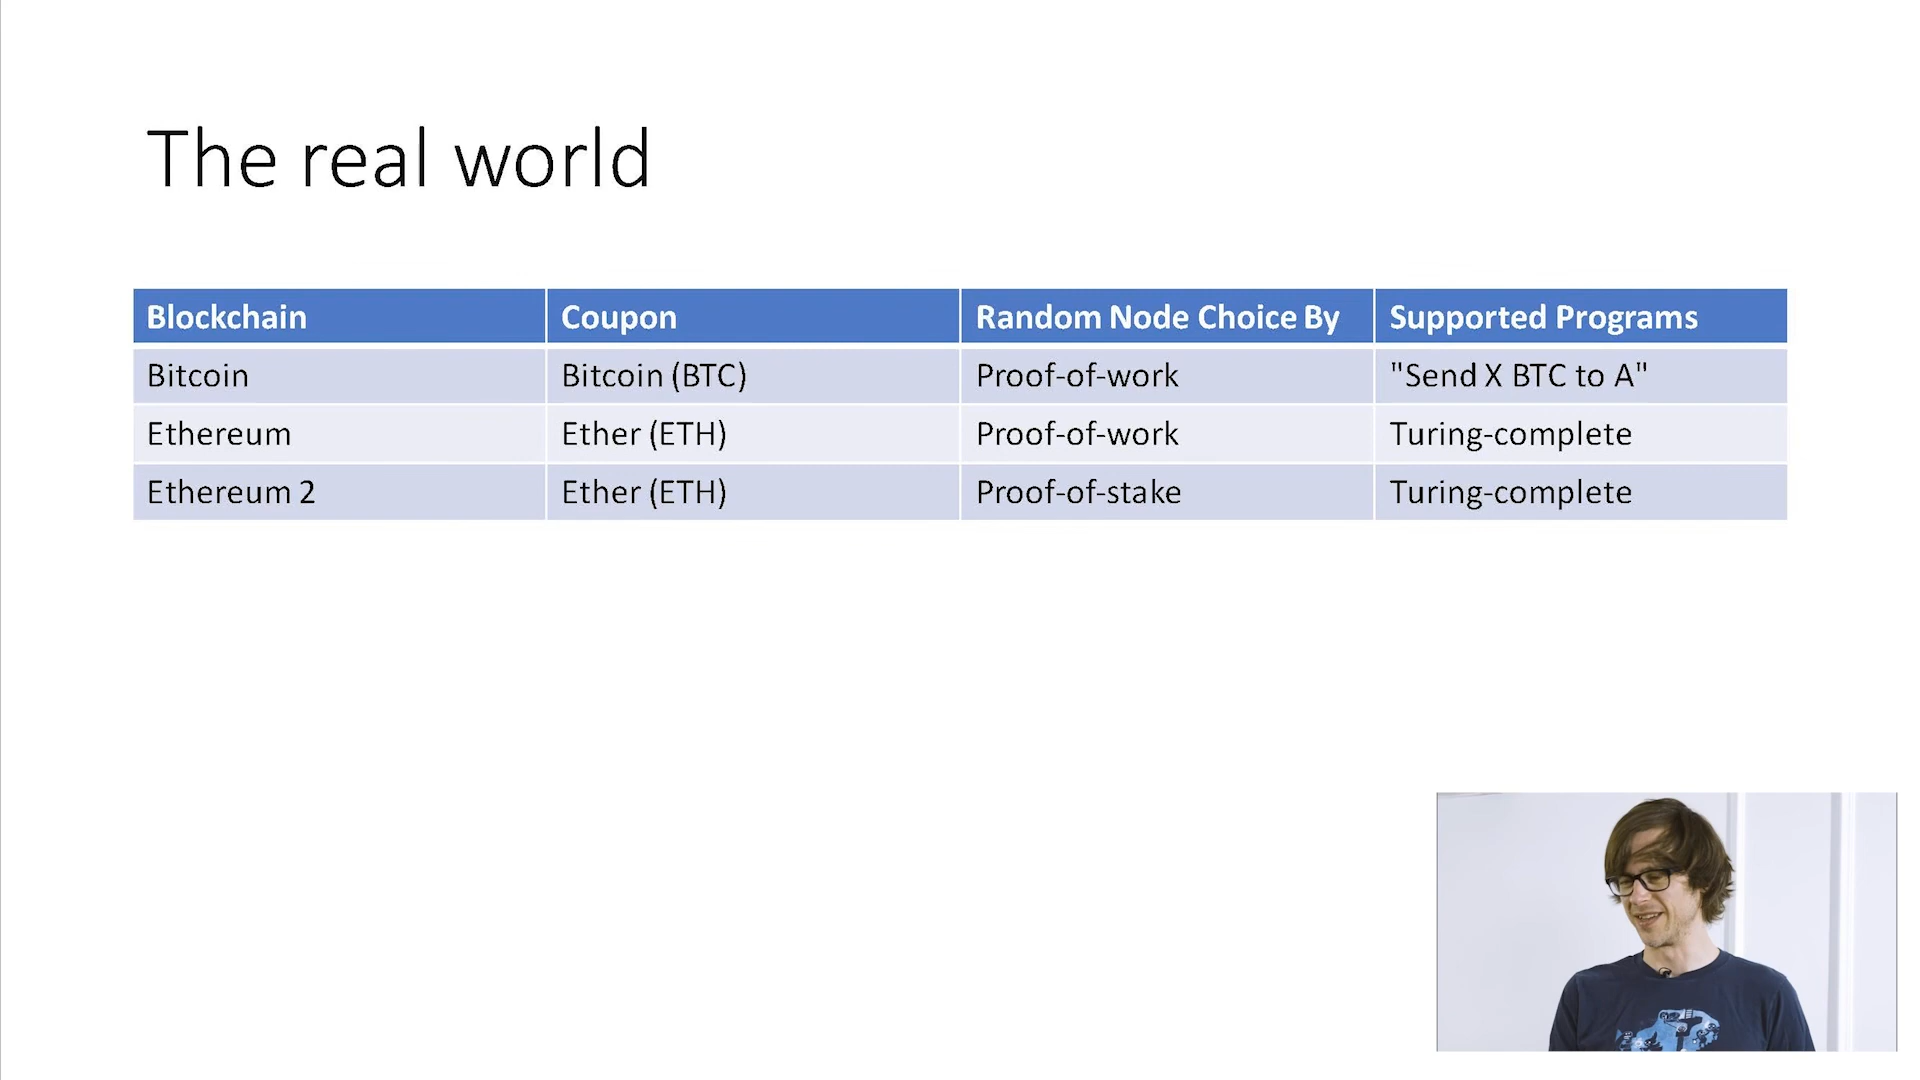 The real world
Blockchain Coupon Random Node Choice By Supported Programs
Bitcoin Bitcoin (BTC) Proof-of-work "Send X BTC to A"
Ethereum Ether (ETH) Proof-of-work Turing-complete
Ethereum 2 Ether (ETH) Proof-of-stake Turing-complete